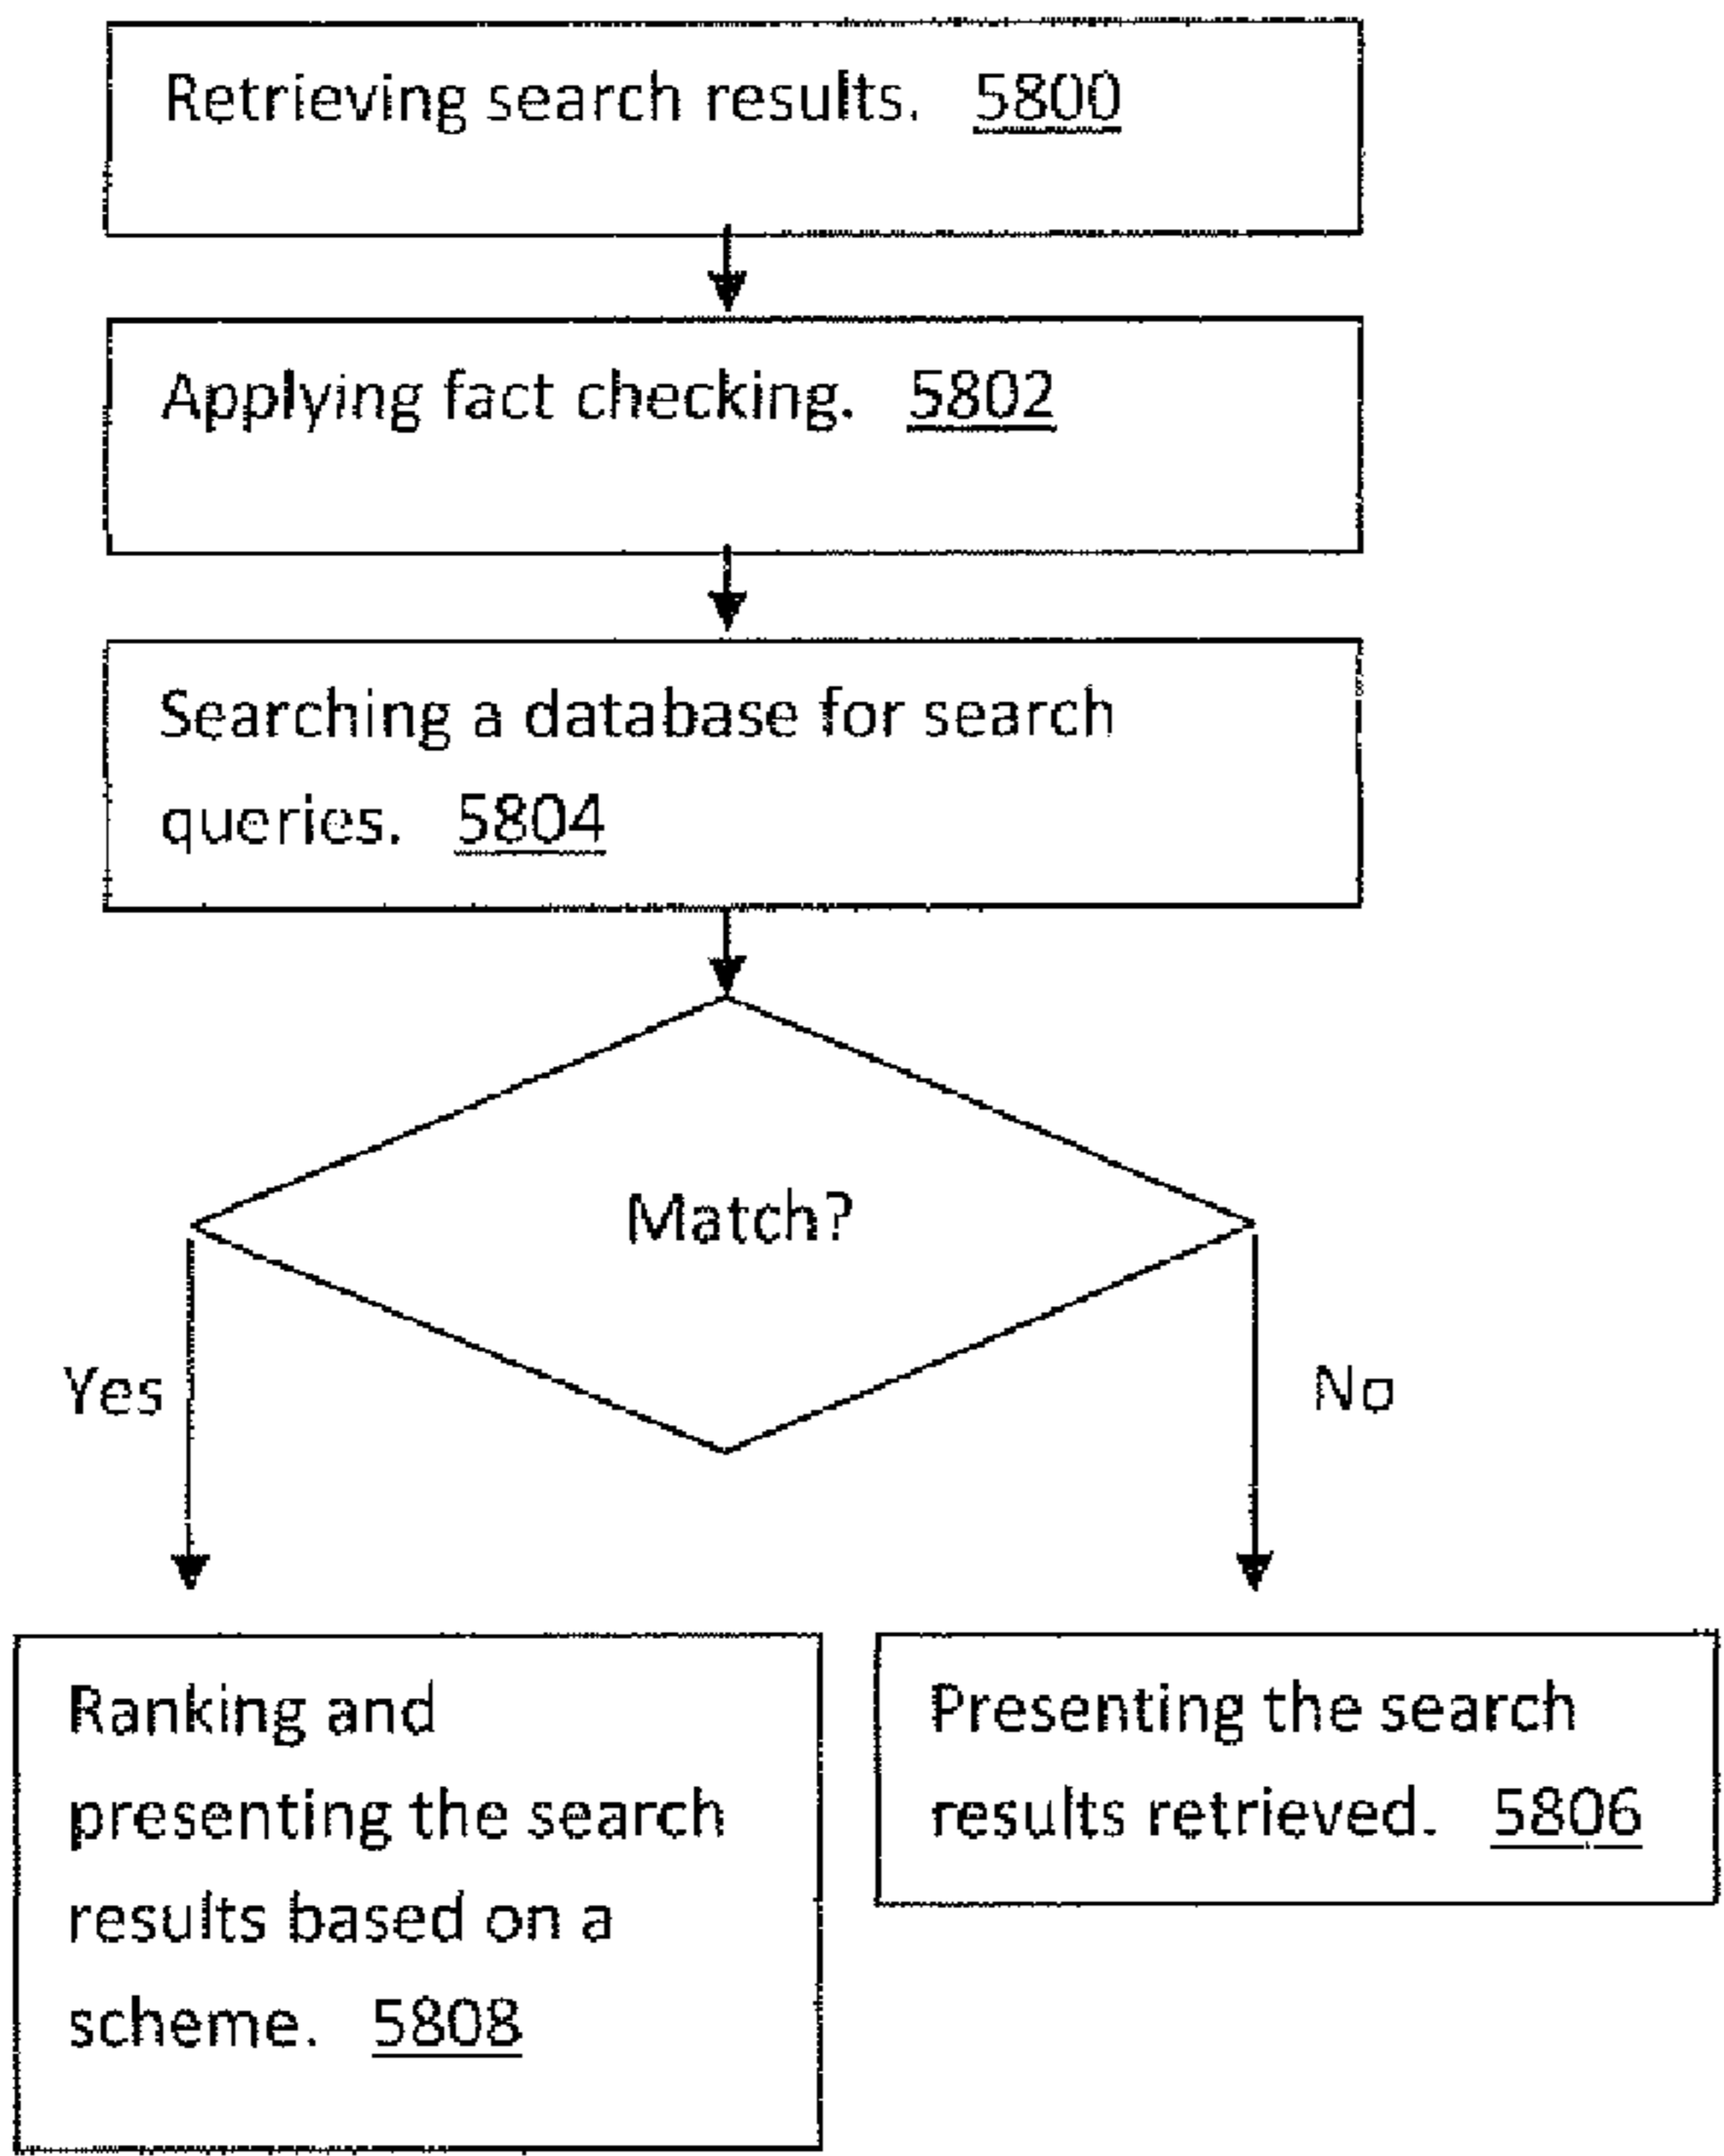 Retrieving search results. 5800
Applying fact checking. 5802
Searching a database for search
queries. 5804
Match?
Yes
No
Ranking and
presenting the search
results based on a
scheme. 5808
Presenting the search
results retrieved. 5806